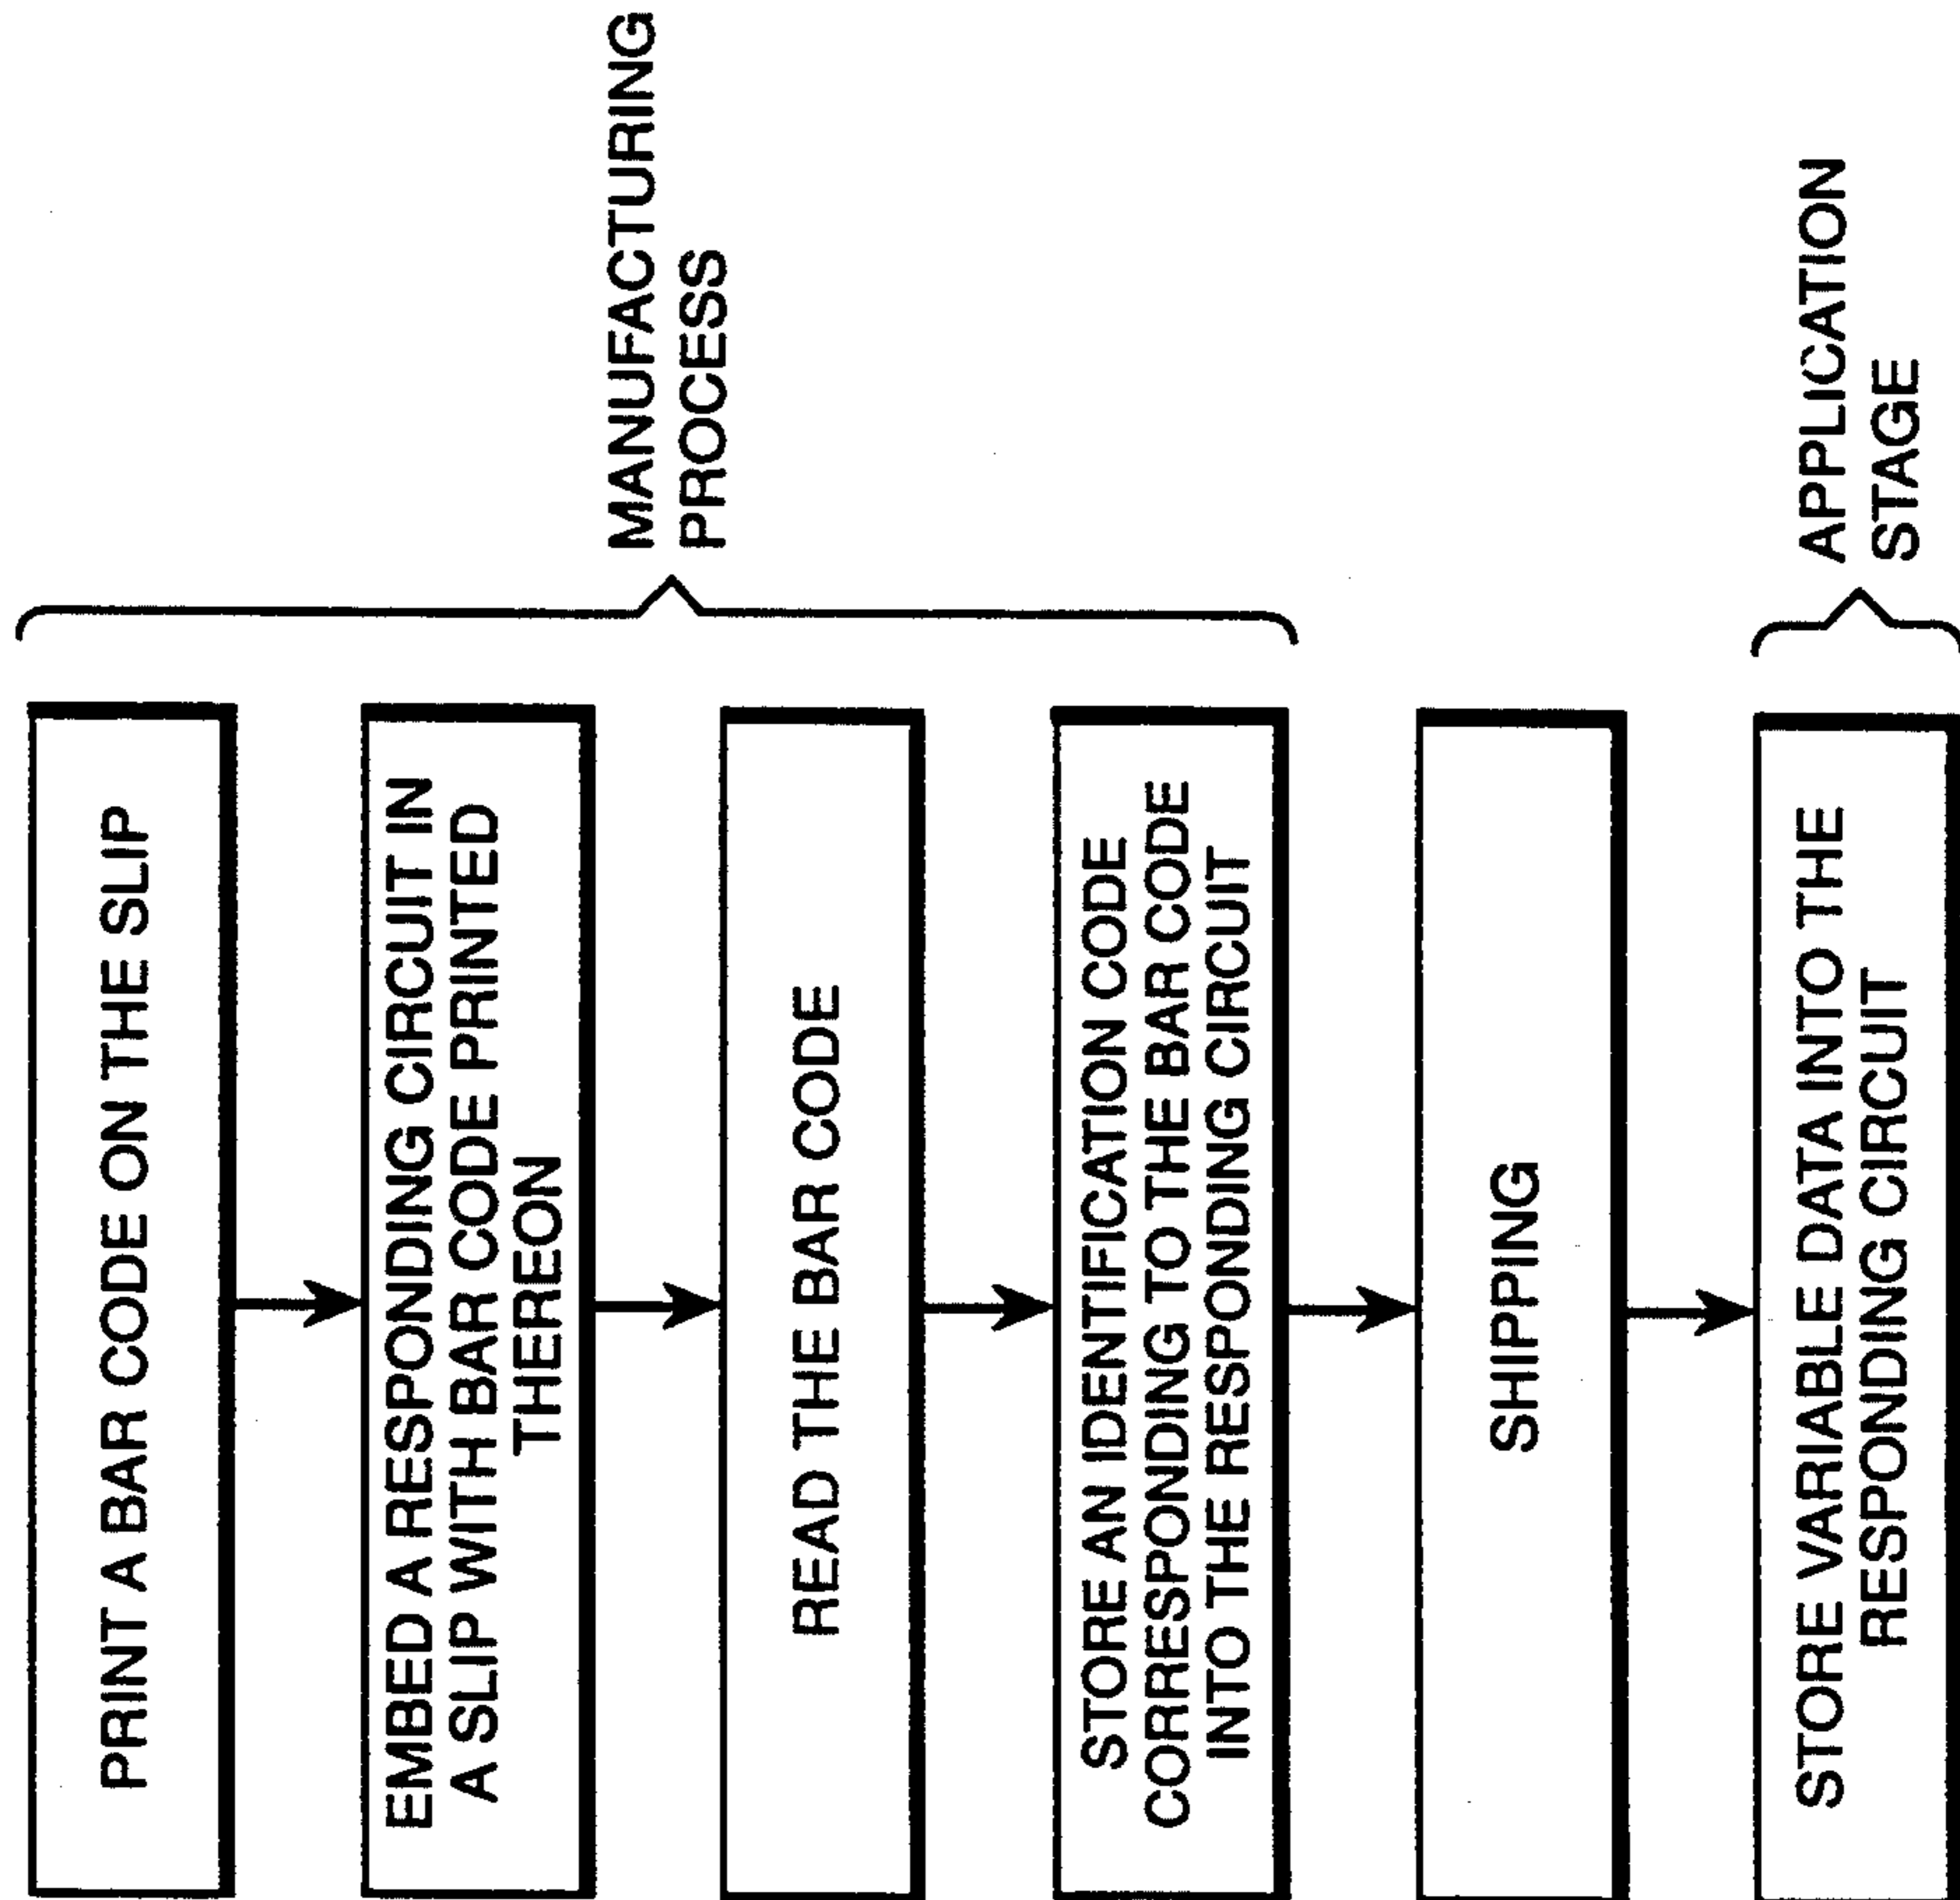 PRINT A BAR CODE ON THE SLIP
EMBED A RESPONDING CIRCUIT IN
A SLIP WITH BAR CODE PRINTED
THEREON
READ THE BAR CODE
STORE AN IDENTIFICATION CODE
CORRESPONDING TO THE BAR CODE
INTO THE RESPONDING CIRCUIT
MANUFACTURING
PROCESS
SHIPPING
STORE VARIABLE DATA INTO THE
RESPONDING CIRCUIT
APPLICATION
STAGE